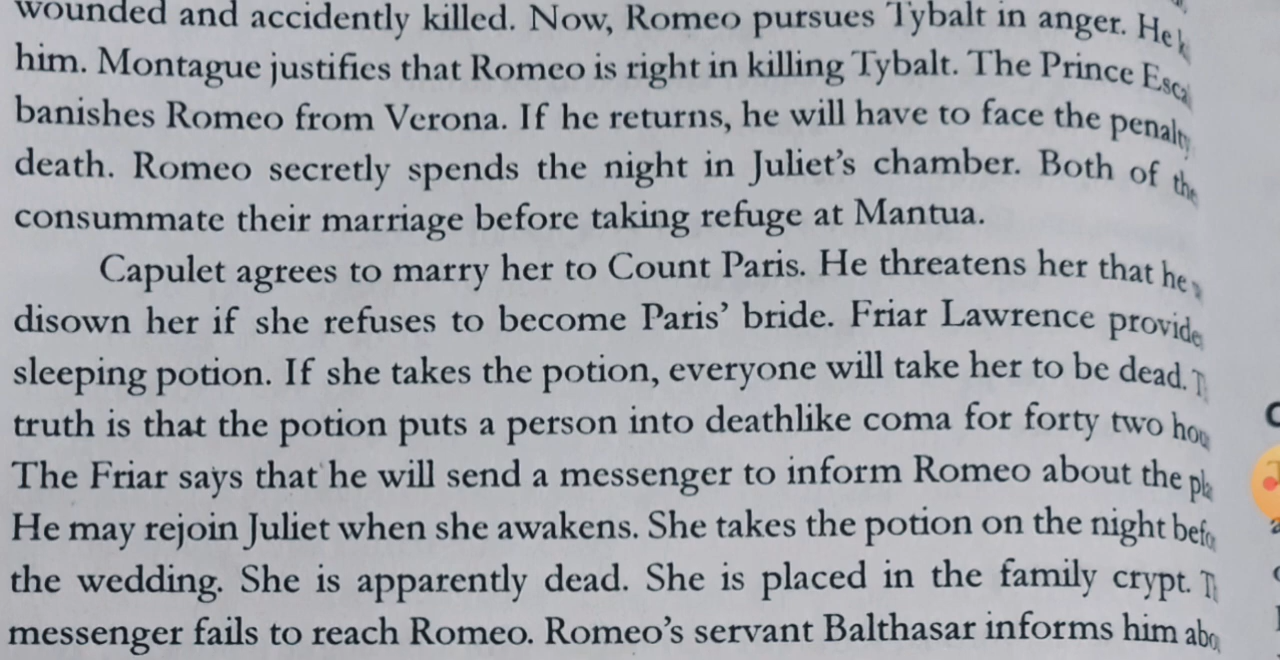 wounded and accidently killed. Now, Romeo pursues Tybalt in anger. He
him. Montague justifies that Romeo is right in killing Tybalt. The Prince
banishes Romeo from Verona. If he returns, he will have to face the penalty
death. Romeo secretly spends the night in Juliet's chamber. Both of
consummate their marriage before taking refuge at Mantua.
Capulet agrees to marry her to Count Paris. He threatens her that he
disown her if she refuses to become Paris' bride. Friar Lawrence
sleeping potion. If she takes the potion, everyone will take her to be dead.
truth is that the potion puts a person into deathlike coma for forty two
The Friar says that he will send a messenger to inform Romeo about the
He may rejoin Juliet when she awakens. She takes the potion on the night
the wedding. She is apparently dead. She is placed in the family crypt.
messenger fails to reach Romeo. Romeo's servant Balthasar informs him